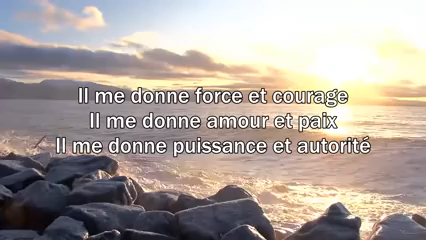 Il me donne force et courage
Il me donne amour et paix
Il me donne puissance et autorité